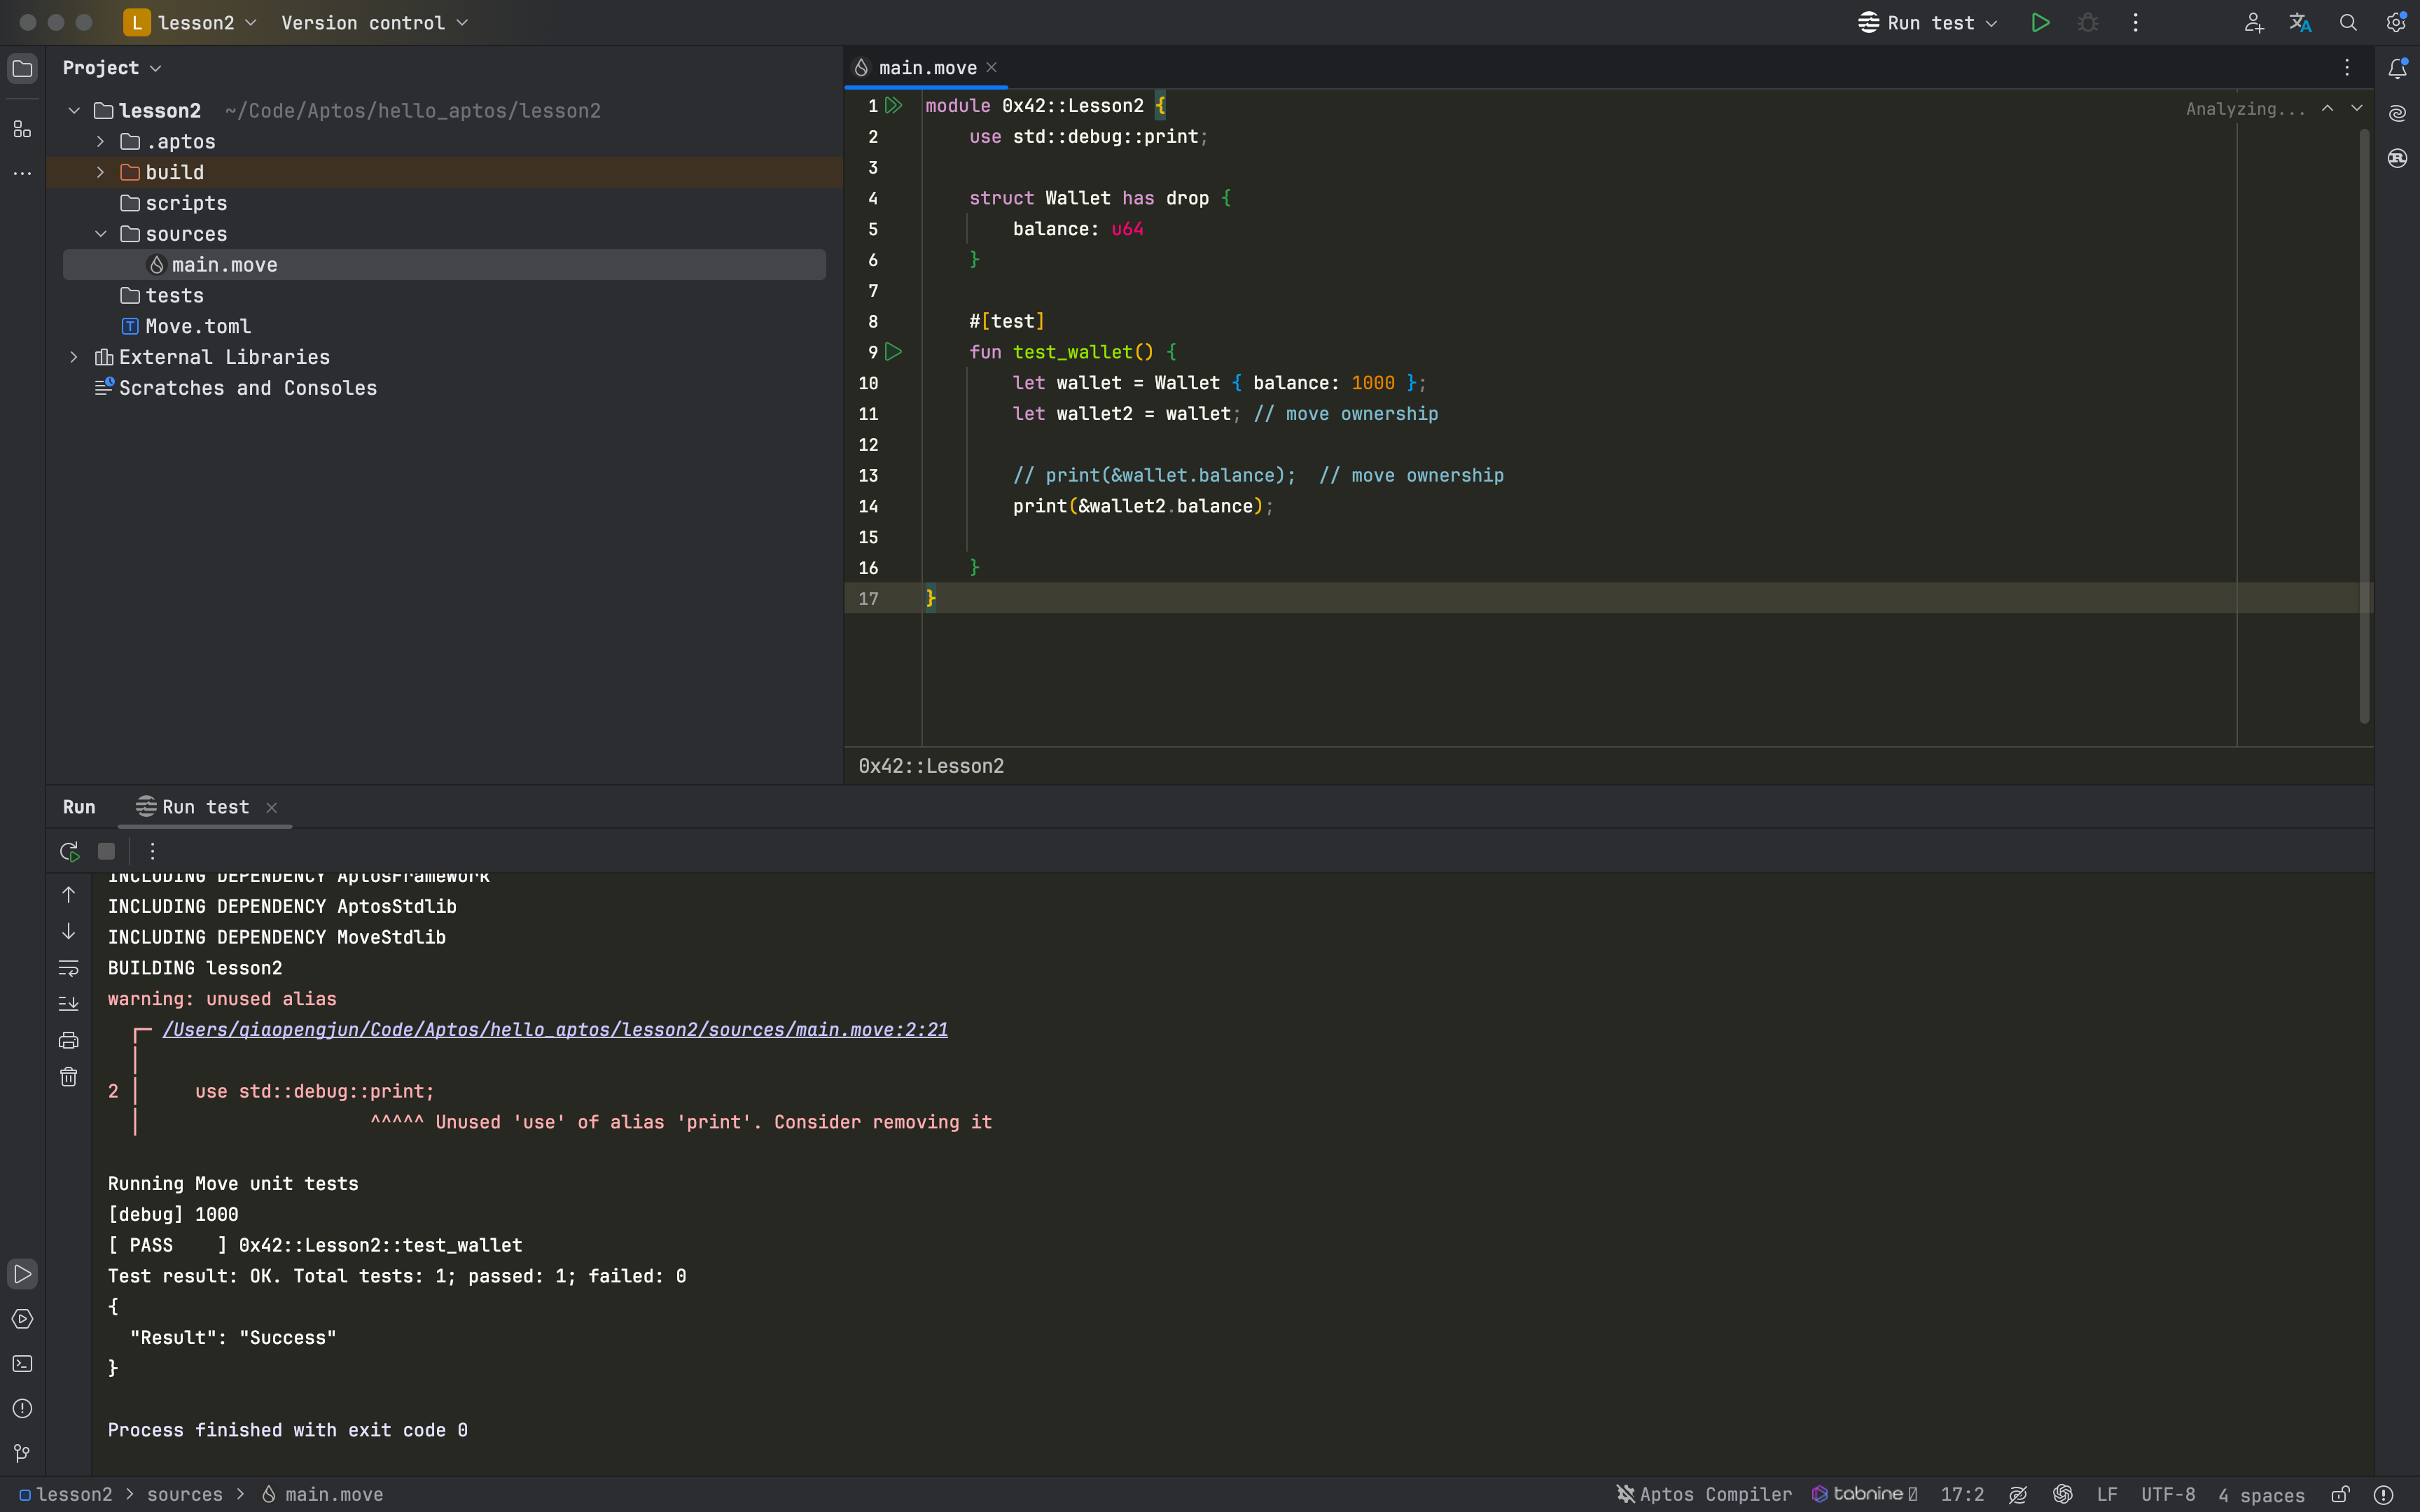 L lesson2 Version control Run test
Project
lesson2 ~/Code/Aptos/hello_aptos/lesson2
.aptos
build
scripts
sources
main.move
tests
Move.toml
External Libraries
Scratches and Consoles
main.move
Analyzing...
1 module 0x42::Lesson2 {
2     use std::debug::print;
3
4     struct Wallet has drop {
5         balance: u64
6     }
7
8     #[test]
9     fun test_wallet() {
10         let wallet = Wallet { balance: 1000 };
11         let wallet2 = wallet; // move ownership
12
13         // print(&wallet.balance);  // move ownership
14         print(&wallet2.balance);
15
16     }
17 }
0x42::Lesson2
Run Run test
INCLUDING DEPENDENCY AptosFramework
INCLUDING DEPENDENCY AptosStdlib
INCLUDING DEPENDENCY MoveStdlib
BUILDING lesson2
warning: unused alias
/Users/qiaopengjun/Code/Aptos/hello_aptos/lesson2/sources/main.move:2:21
2 │     use std::debug::print;
^^^^^ Unused 'use' of alias 'print'. Consider removing it
Running Move unit tests
[debug] 1000
[ PASS    ] 0x42::Lesson2::test_wallet
Test result: OK. Total tests: 1; passed: 1; failed: 0
{
  "Result": "Success"
}
Process finished with exit code 0
lesson2 > sources > main.move Aptos Compiler tabnine 17:2 LF UTF-8 4 spaces